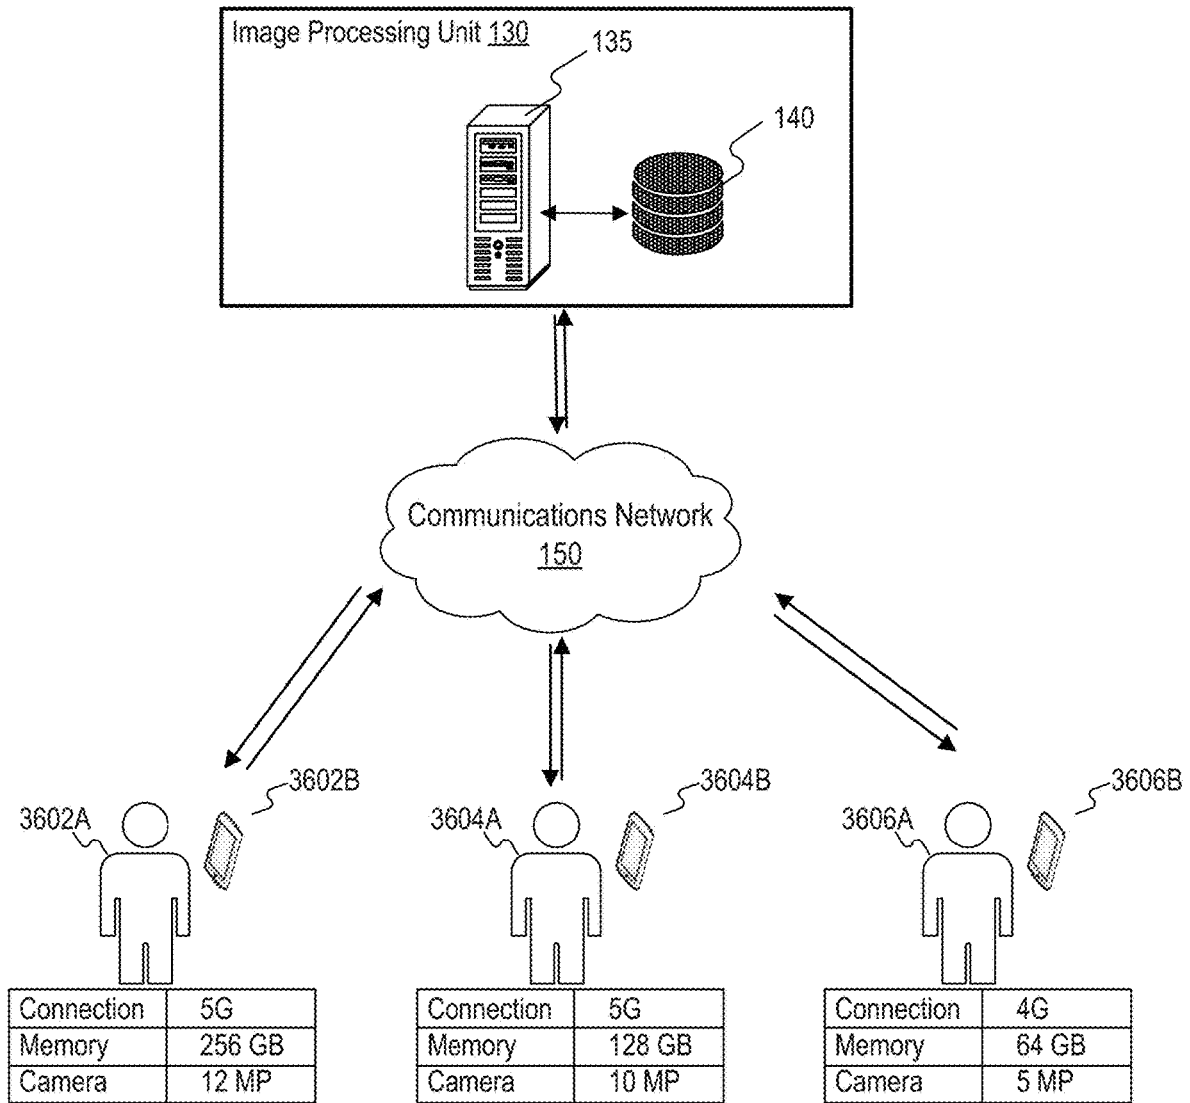 Image Processing Unit 130
135
140
Communications Network
150
3602A
3602B
3604A
3604B
3606A
3606B
Connection 5G
Memory 256 GB
Camera 12 MP
Connection 5G
Memory 128 GB
Camera 10 MP
Connection 4G
Memory 64 GB
Camera 5 MP